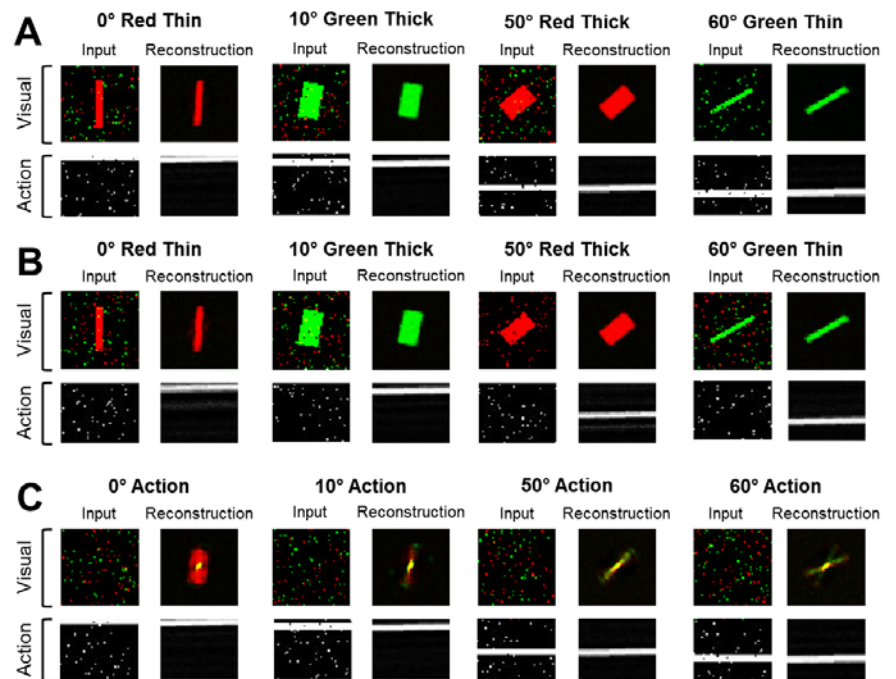 A
0° Red Thin 10° Green Thick 50° Red Thick 60° Green Thin
Input Reconstruction Input Reconstruction Input Reconstruction Input Reconstruction
Visual
Action
B
0° Red Thin 10° Green Thick 50° Red Thick 60° Green Thin
Input Reconstruction Input Reconstruction Input Reconstruction Input Reconstruction
Visual
Action
C
0° Action 10° Action 50° Action 60° Action
Input Reconstruction Input Reconstruction Input Reconstruction Input Reconstruction
Visual
Action